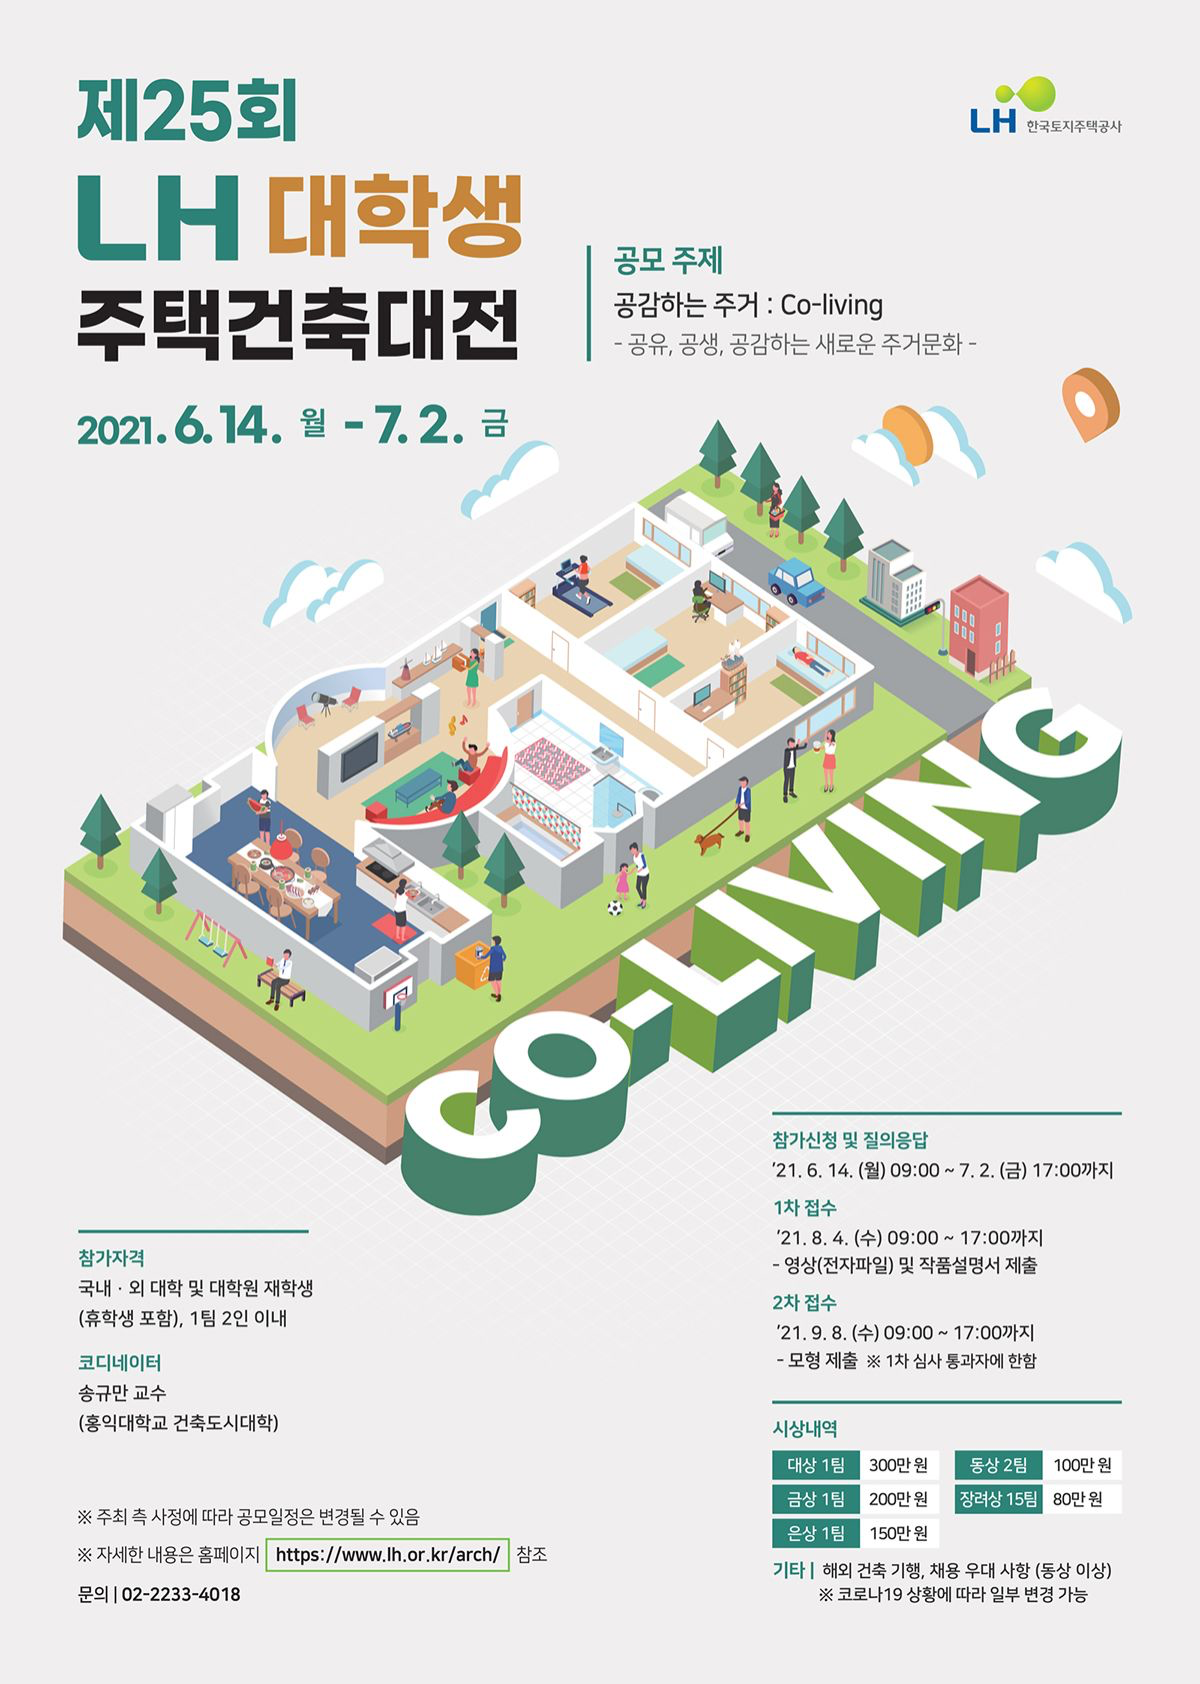 제25회
LH 대학생
주택건축대전
2021. 6. 14. 월 - 7. 2. 금
LH 한국토지주택공사
공모 주제
공감하는 주거 : Co-living
- 공유, 공생, 공감하는 새로운 주거문화 -
CO-LIVING
참가자격
국내 · 외 대학 및 대학원 재학생
(휴학생 포함), 1팀 2인 이내
코디네이터
송규만 교수
(홍익대학교 건축도시대학)
※ 주최 측 사정에 따라 공모일정은 변경될 수 있음
※ 자세한 내용은 홈페이지 https://www.lh.or.kr/arch/ 참조
문의 | 02-2233-4018
참가신청 및 질의응답
'21. 6. 14. (월) 09:00 ~ 7. 2. (금) 17:00까지
1차 접수
'21. 8. 4. (수) 09:00 ~ 17:00까지
- 영상(전자파일) 및 작품설명서 제출
2차 접수
'21. 9. 8. (수) 09:00 ~ 17:00까지
- 모형 제출 ※ 1차 심사 통과자에 한함
시상내역
대상 1팀 300만 원 동상 2팀 100만 원
금상 1팀 200만 원 장려상 15팀 80만 원
은상 1팀 150만 원
기타 | 해외 건축 기행, 채용 우대 사항 (동상 이상)
※ 코로나19 상황에 따라 일부 변경 가능